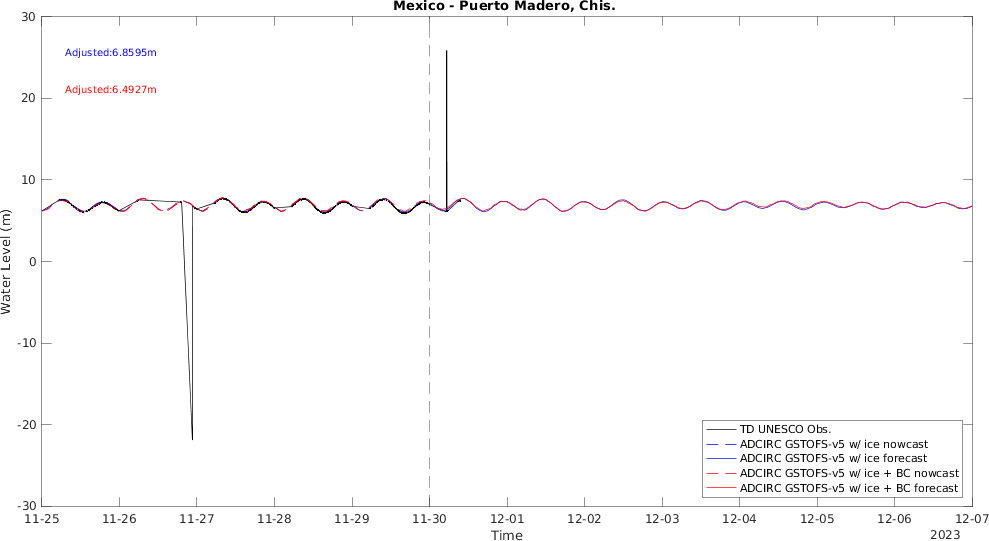 Mexico - Puerto Madero, Chis.
30
20
10
0
-10
-20
-30
Water Level (m)
Adjusted:6.8595m
Adjusted:6.4927m
TD UNESCO Obs.
ADCIRC GSTOFS-v5 w/ ice nowcast
ADCIRC GSTOFS-v5 w/ ice forecast
ADCIRC GSTOFS-v5 w/ ice + BC nowcast
ADCIRC GSTOFS-v5 w/ ice + BC forecast
11-25 11-26 11-27 11-28 11-29 11-30 12-01 12-02 12-03 12-04 12-05 12-06 12-07
Time
2023